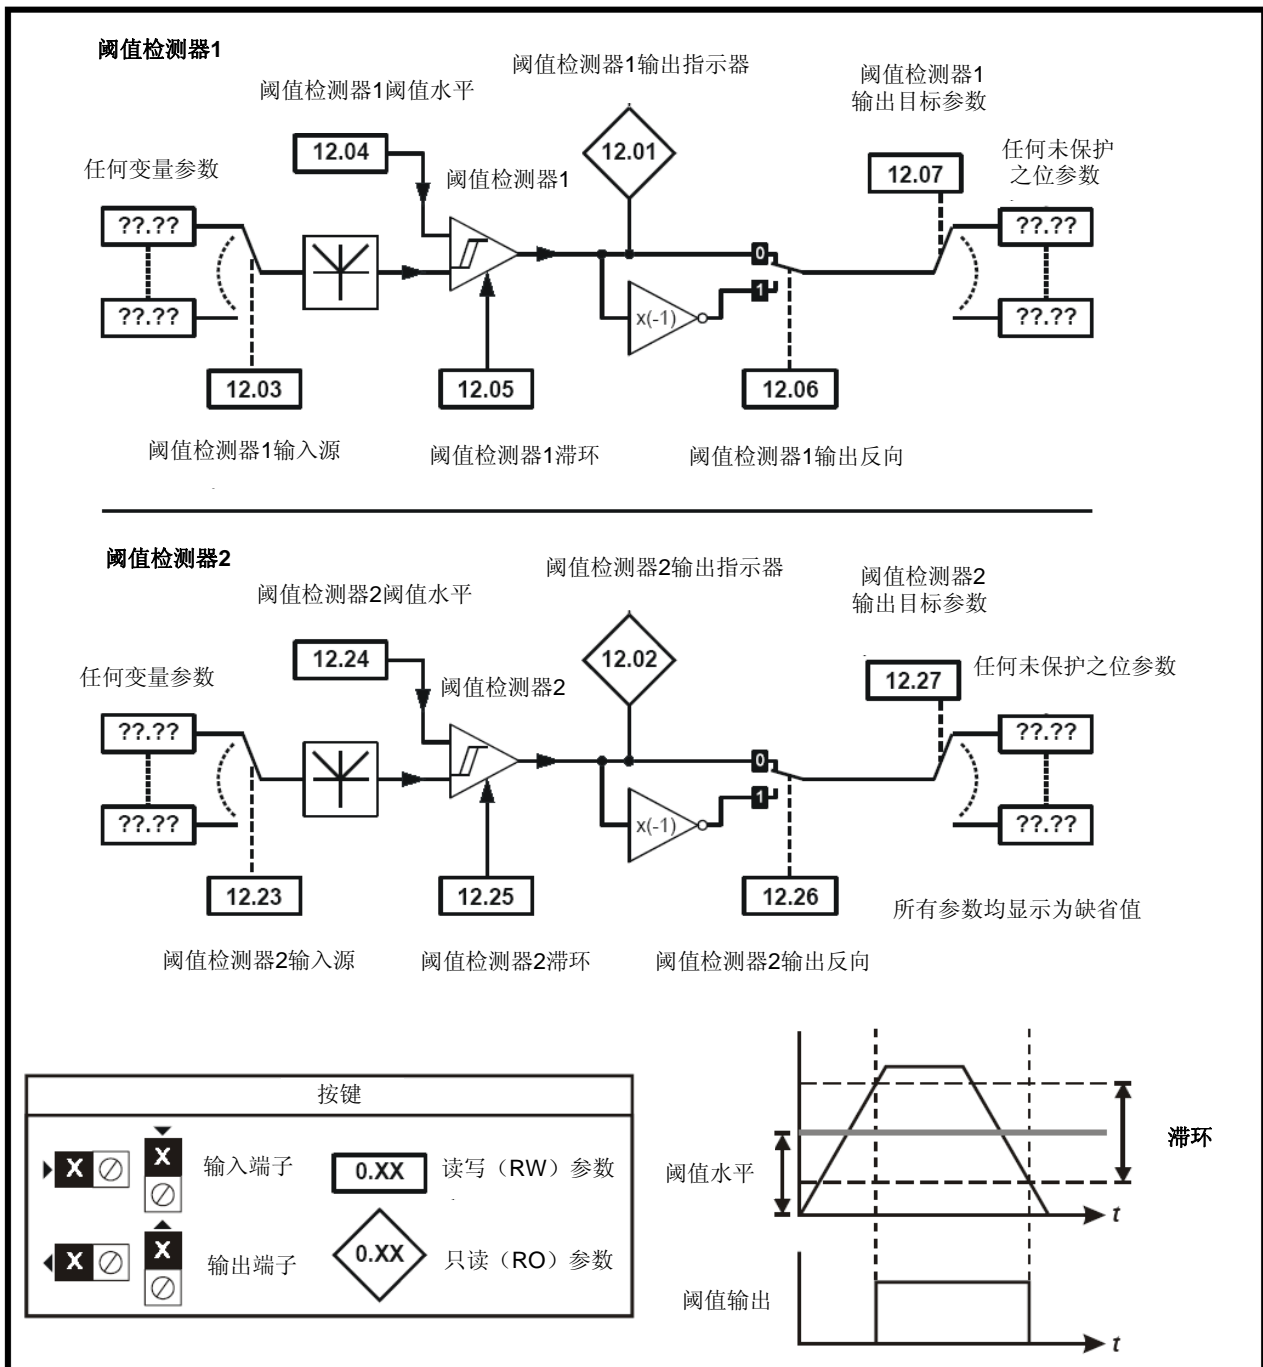 阈值检测器1
阈值检测器1输出指示器
阈值检测器1阈值水平
阈值检测器1
输出目标参数
任何变量参数
12.04
12.01
12.07
任何未保护
之位参数
阈值检测器1
??.??
??.??
0
1
x(-1)
??.??
??.??
12.03
12.05
12.06
阈值检测器1输入源
阈值检测器1滞环
阈值检测器1输出反向
阈值检测器2
阈值检测器2输出指示器
阈值检测器2阈值水平
阈值检测器2
输出目标参数
任何变量参数
12.24
12.02
12.27
任何未保护之位参数
阈值检测器2
??.??
??.??
0
1
x(-1)
??.??
??.??
12.23
12.25
12.26
所有参数均显示为缺省值
阈值检测器2输入源
阈值检测器2滞环
阈值检测器2输出反向
按键
X
X
输入端子
0.XX
读写（RW）参数
X
X
输出端子
0.XX
只读（RO）参数
滞环
阈值水平
t
阈值输出
t